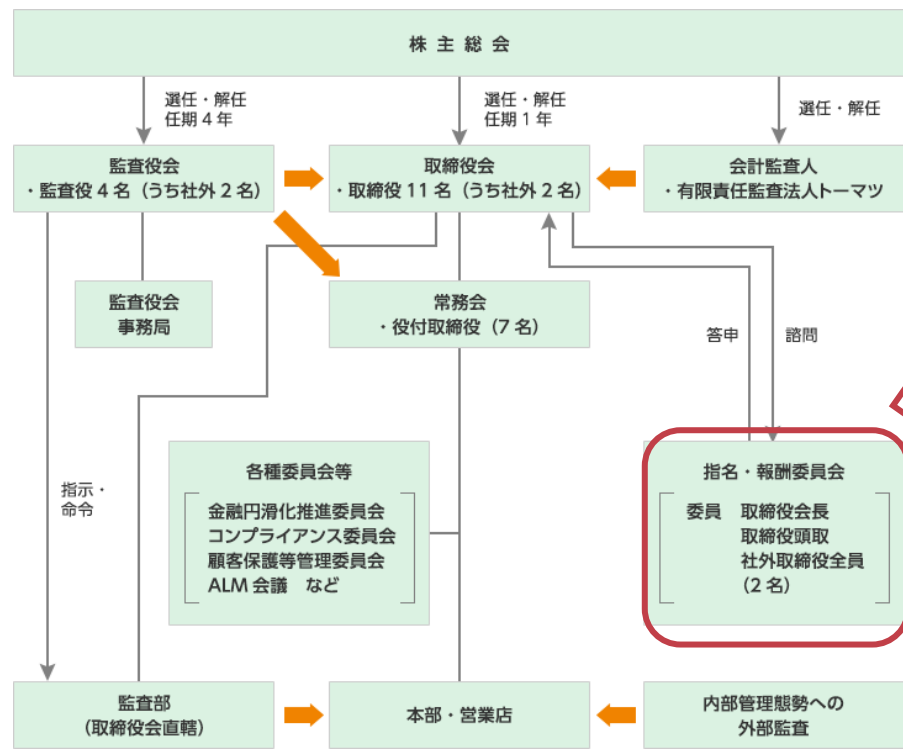 株主総会
選任・解任
任期4年
選任・解任
任期1年
選任・解任
監査役会
・監査役4名（うち社外2名）
取締役会
・取締役11名（うち社外2名）
会計監査人
・有限責任監査法人トーマツ
監査役会
事務局
常務会
・役付取締役（7名）
答申
諮問
指示・
命令
各種委員会等
金融円滑化推進委員会
コンプライアンス委員会
顧客保護等管理委員会
ALM会議　など
指名・報酬委員会
委員　取締役会長
取締役頭取
社外取締役全員
（2名）
監査部
（取締役会直轄）
本部・営業店
内部管理態勢への
外部監査